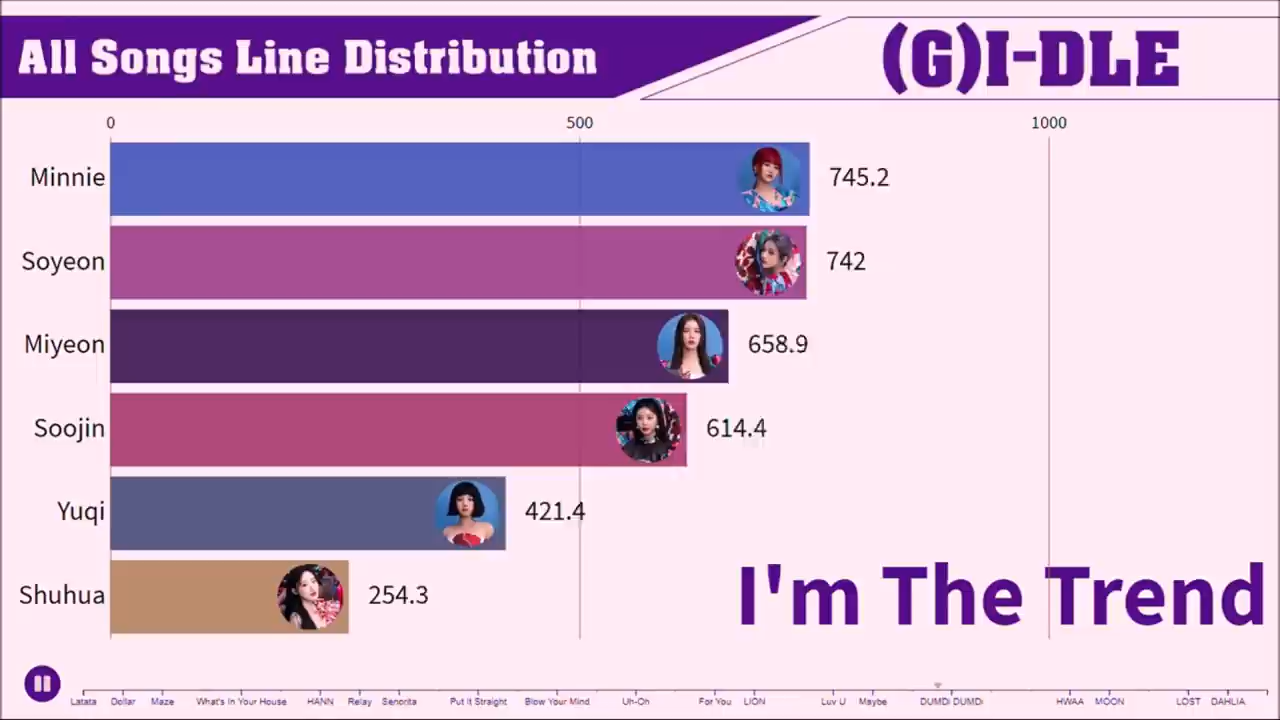 All Songs Line Distribution
(G)I-DLE
0 500 1000
Minnie 745.2
Soyeon 742
Miyeon 658.9
Soojin 614.4
Yuqi 421.4
Shuhua 254.3
I'm The Trend
Latata Dollar Maze What's In Your House HANN Relay Senorita Put It Straight Blow Your Mind Uh-Oh For You LION Luv U Maybe DUMDi DUMDi HWAA MOON LOST DAHLIA